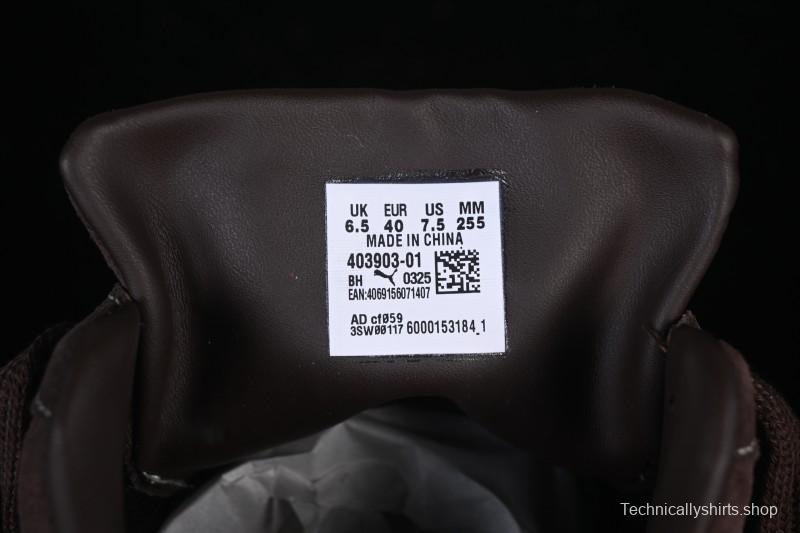 UK EUR US MM
6.5 40 7.5 255
MADE IN CHINA
403903-01
BH 0325
EAN:4069156071407
AD cf059
3SW00117 6000153184_1
Technicallyshirts.shop